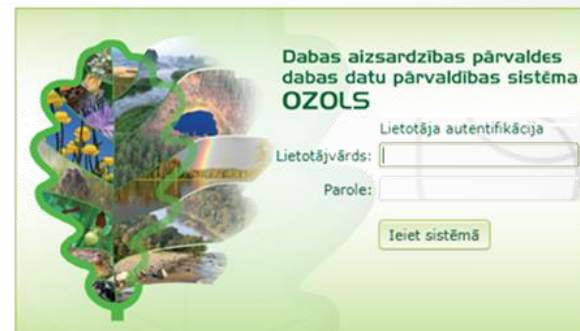 Dabas aizsardzības pārvaldes
dabas datu pārvaldības sistēma
OZOLS
Lietotāja autentifikācija
Lietotājvārds:
Parole:
Ieiet sistēmā